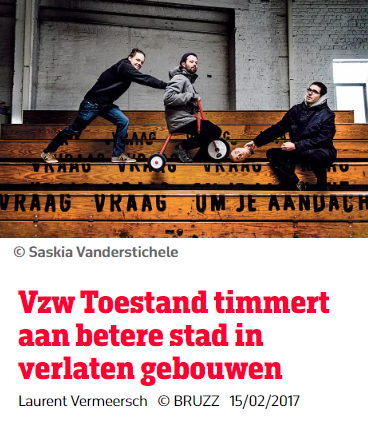 VRAAG
VRAAG VRAAG VRAAG
VRAAG VRAAG UM JE AANDACH
© Saskia Vanderstichele
Vzw Toestand timmert
aan betere stad in
verlaten gebouwen
Laurent Vermeersch © BRUZZ 15/02/2017